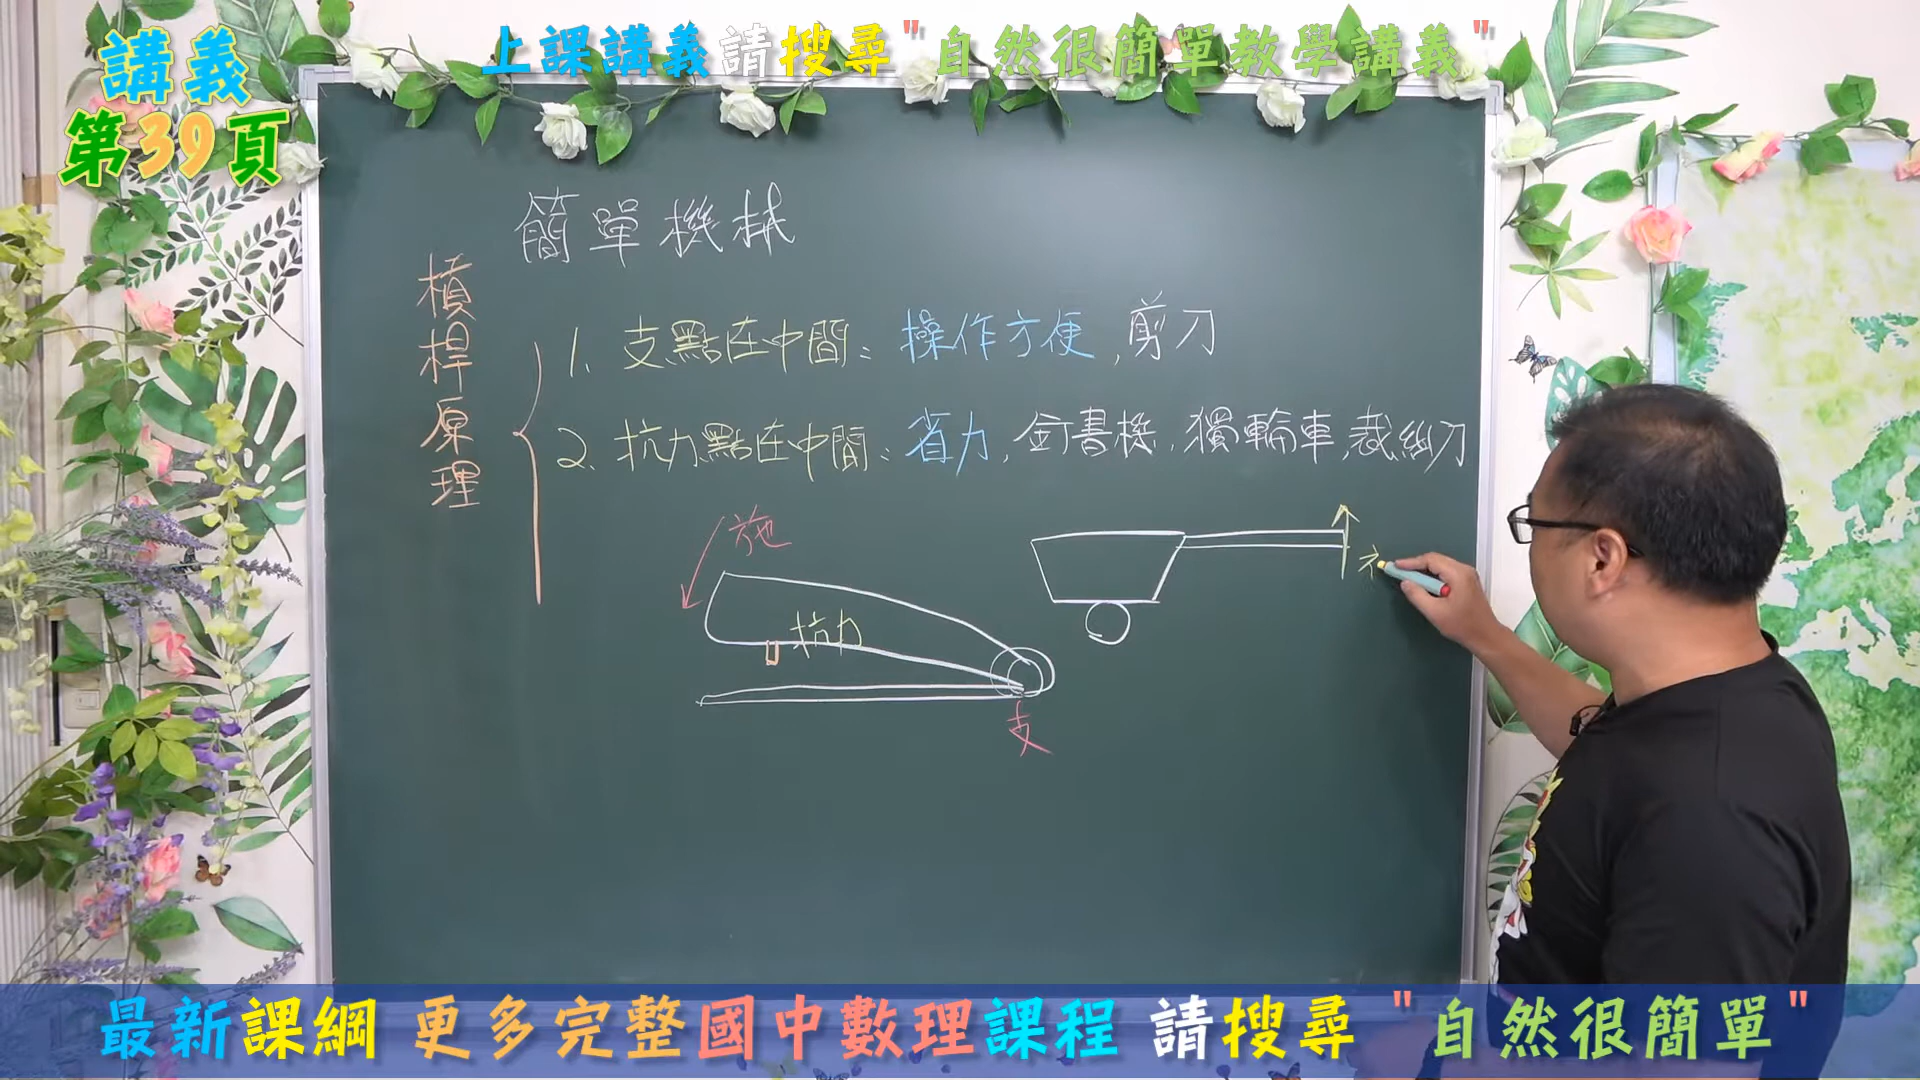 上課講義請搜尋"自然很簡單教學講義"
講義
第39頁
簡單機械
槓桿原理
1. 支點在中間:操作方便,剪刀
2. 抗力點在中間:省力,釘書機,獨輪車,裁紙刀
施
抗力
支
最新課綱 更多完整國中數理課程 請搜尋"自然很簡單"